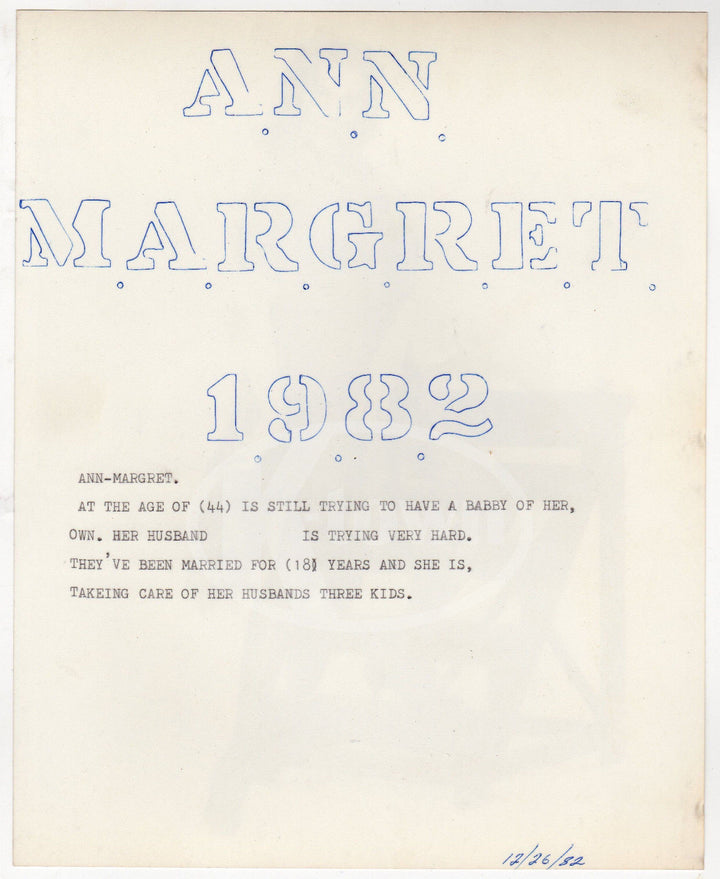 ANN
MARGRET
1982
ANN-MARGRET.
AT THE AGE OF (44) IS STILL TRYING TO HAVE A BABBY OF HER,
OWN. HER HUSBAND IS TRYING VERY HARD.
THEY'VE BEEN MARRIED FOR (18) YEARS AND SHE IS,
TAKEING CARE OF HER HUSBANDS THREE KIDS.
12/26/82